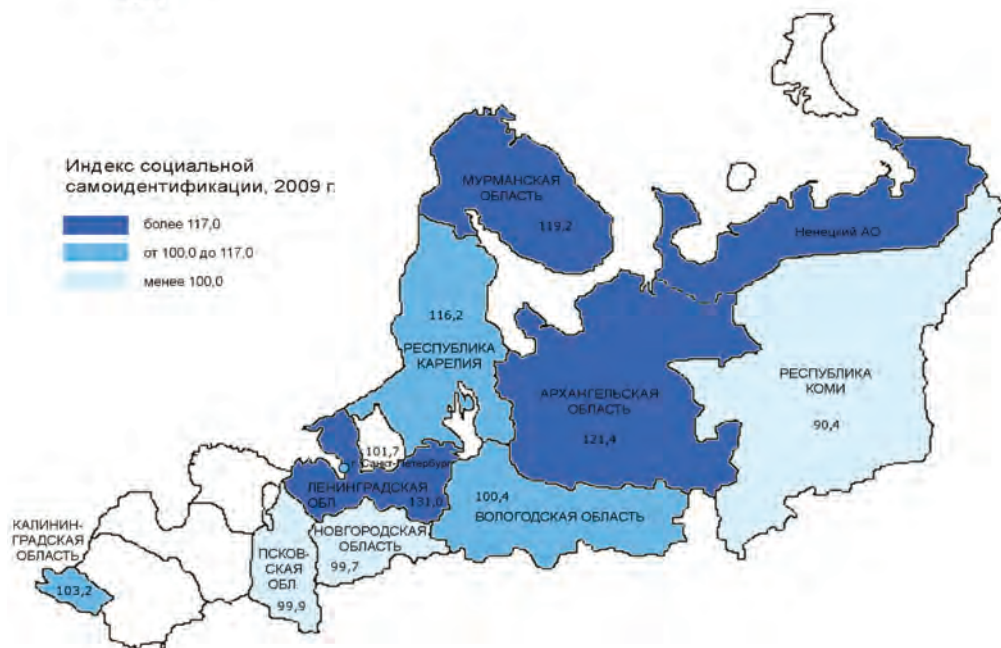 Индекс социальной
самоидентификации, 2009 г.
более 117,0
от 100,0 до 117,0
менее 100,0
МУРМАНСКАЯ
ОБЛАСТЬ
119,2
Ненецкий АО
116,2
РЕСПУБЛИКА
КАРЕЛИЯ
РЕСПУБЛИКА
КОМИ
90,4
АРХАНГЕЛЬСКАЯ
ОБЛАСТЬ
121,4
101,7
г. Санкт-Петербург
ЛЕНИНГРАДСКАЯ
ОБЛ.
131,0
100,4
ВОЛОГОДСКАЯ ОБЛАСТЬ
НОВГОРОДСКАЯ
ОБЛАСТЬ
99,7
ПСКОВ-
СКАЯ
ОБЛ
99,9
КАЛИНИН-
ГРАДСКАЯ
ОБЛАСТЬ
103,2